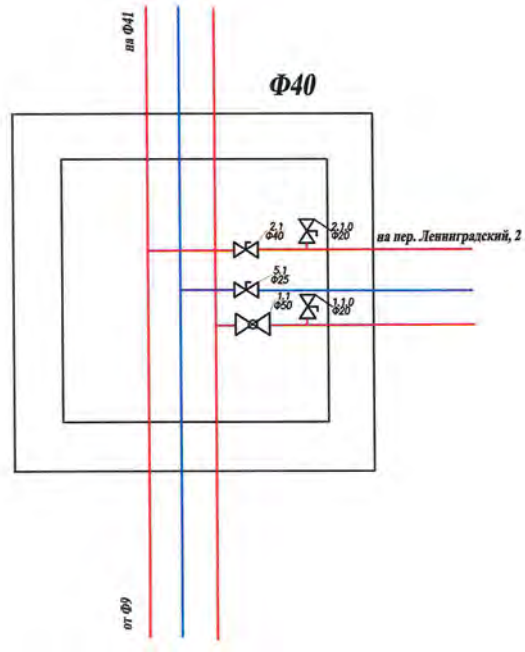 на Ф41
Ф40
2.1
Ф40
2.1.0
Ф20
на пер. Ленинградский, 2
5.1
Ф25
1.1
Ф50
1.1.0
Ф20
от Ф9